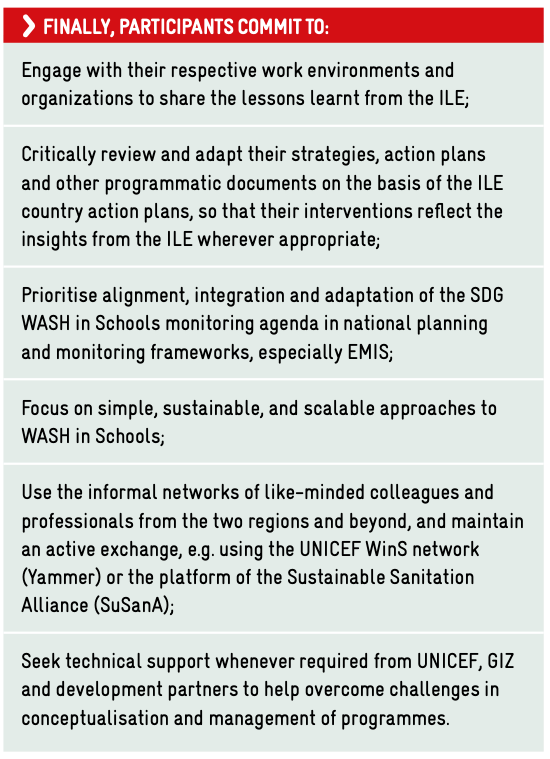 FINALLY, PARTICIPANTS COMMIT TO:
Engage with their respective work environments and
organizations to share the lessons learnt from the ILE;
Critically review and adapt their strategies, action plans
and other programmatic documents on the basis of the ILE
country action plans, so that their interventions reflect the
insights from the ILE wherever appropriate;
Prioritise alignment, integration and adaptation of the SDG
WASH in Schools monitoring agenda in national planning
and monitoring frameworks, especially EMIS;
Focus on simple, sustainable, and scalable approaches to
WASH in Schools;
Use the informal networks of like-minded colleagues and
professionals from the two regions and beyond, and maintain
an active exchange, e.g. using the UNICEF WinS network
(Yammer) or the platform of the Sustainable Sanitation
Alliance (SuSanA);
Seek technical support whenever required from UNICEF, GIZ
and development partners to help overcome challenges in
conceptualisation and management of programmes.